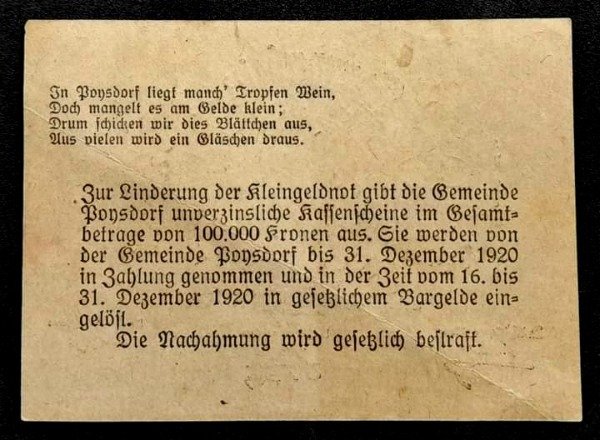 In Poysdorf liegt manch' Tropfen Wein,
Doch mangelt es am Gelde klein;
Drum schicken wir dies Blättchen aus,
Aus vielen wird ein Gläschen draus.
Zur Linderung der Kleingeldnot gibt die Gemeinde
Poysdorf unverzinsliche Kassenscheine im Gesamt-
betrage von 100.000 Kronen aus. Sie werden von
der Gemeinde Poysdorf bis 31. Dezember 1920
in Zahlung genommen und in der Zeit vom 16. bis
31. Dezember 1920 in gesetzlichem Bargelde ein-
gelöst.
Die Nachahmung wird gesetzlich bestraft.